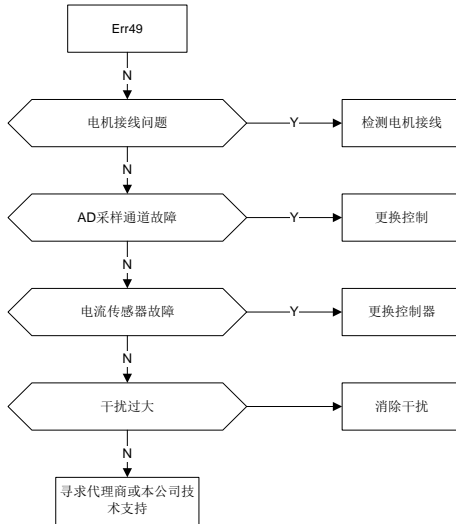 Err49
N
电机接线问题
Y
检测电机接线
N
AD采样通道故障
Y
更换控制
N
电流传感器故障
Y
更换控制器
N
干扰过大
消除干扰
N
寻求代理商或本公司技
术支持